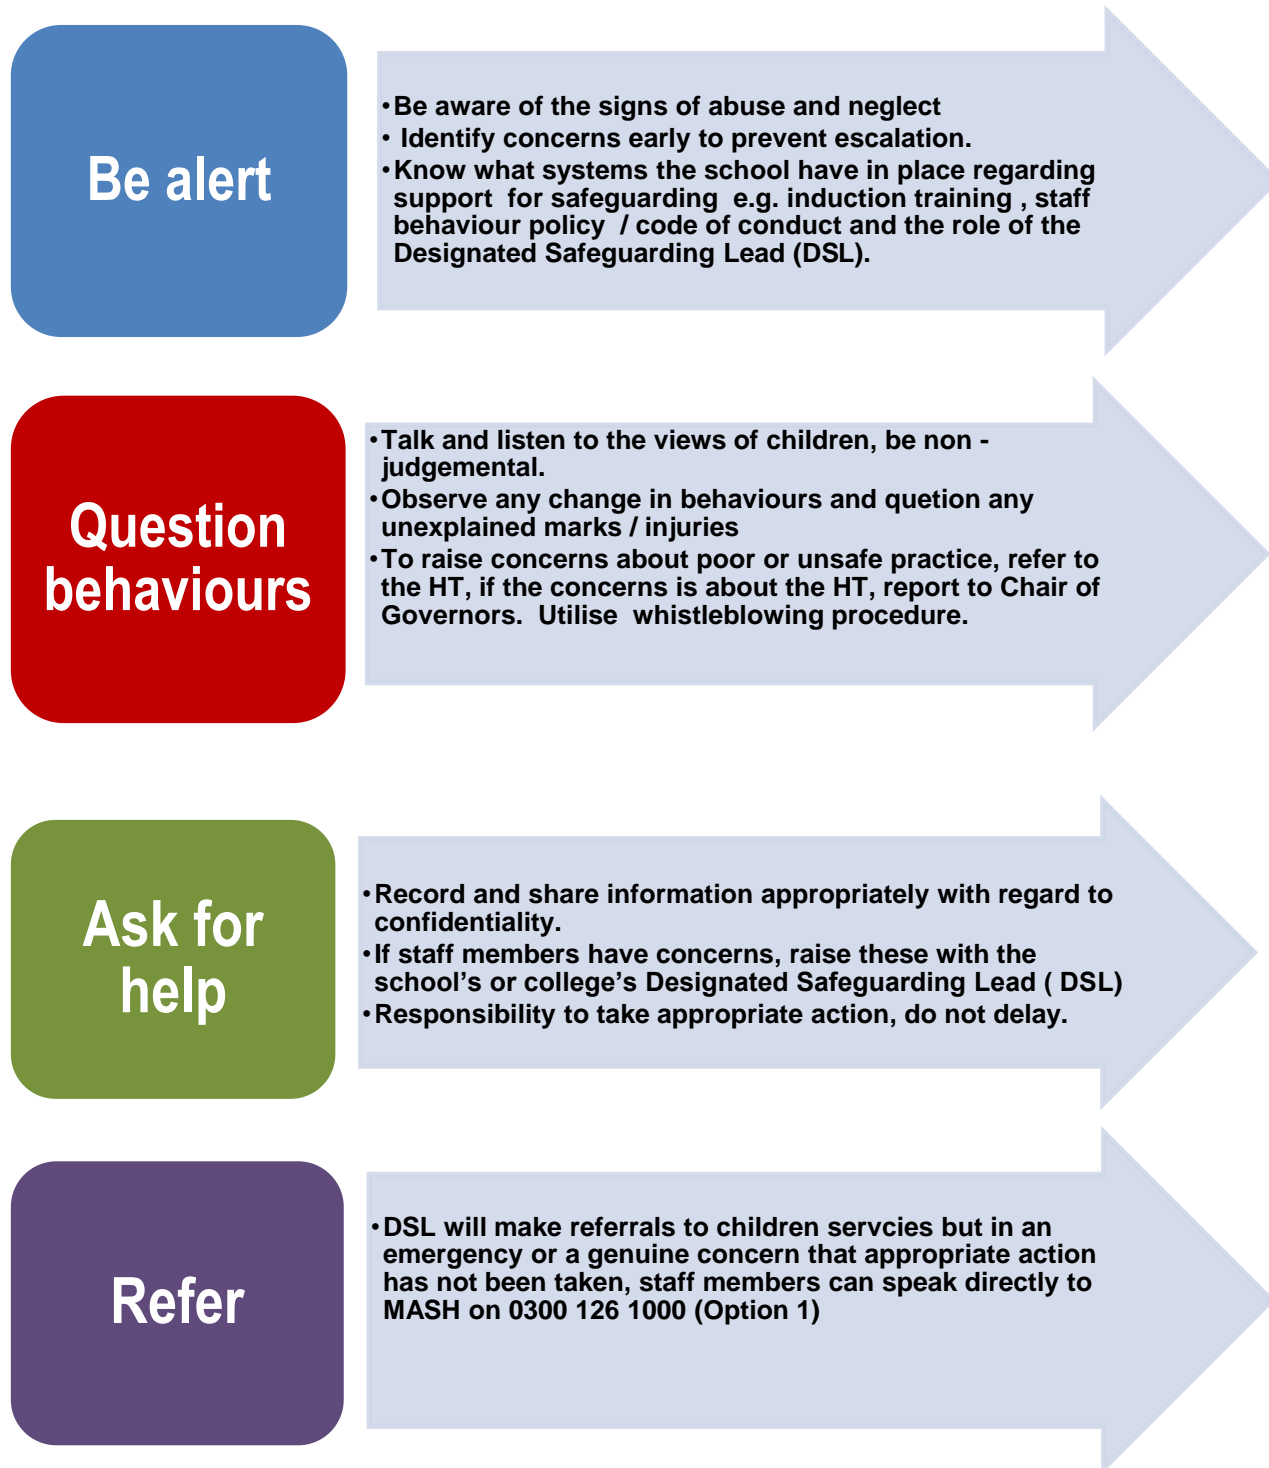 Be alert
•Be aware of the signs of abuse and neglect
• Identify concerns early to prevent escalation.
•Know what systems the school have in place regarding
support for safeguarding e.g. induction training , staff
behaviour policy / code of conduct and the role of the
Designated Safeguarding Lead (DSL).
Question
behaviours
•Talk and listen to the views of children, be non -
judgemental.
•Observe any change in behaviours and quetion any
unexplained marks / injuries
•To raise concerns about poor or unsafe practice, refer to
the HT, if the concerns is about the HT, report to Chair of
Governors. Utilise whistleblowing procedure.
Ask for
help
•Record and share information appropriately with regard to
confidentiality.
•If staff members have concerns, raise these with the
school’s or college’s Designated Safeguarding Lead ( DSL)
•Responsibility to take appropriate action, do not delay.
Refer
•DSL will make referrals to children servcies but in an
emergency or a genuine concern that appropriate action
has not been taken, staff members can speak directly to
MASH on 0300 126 1000 (Option 1)